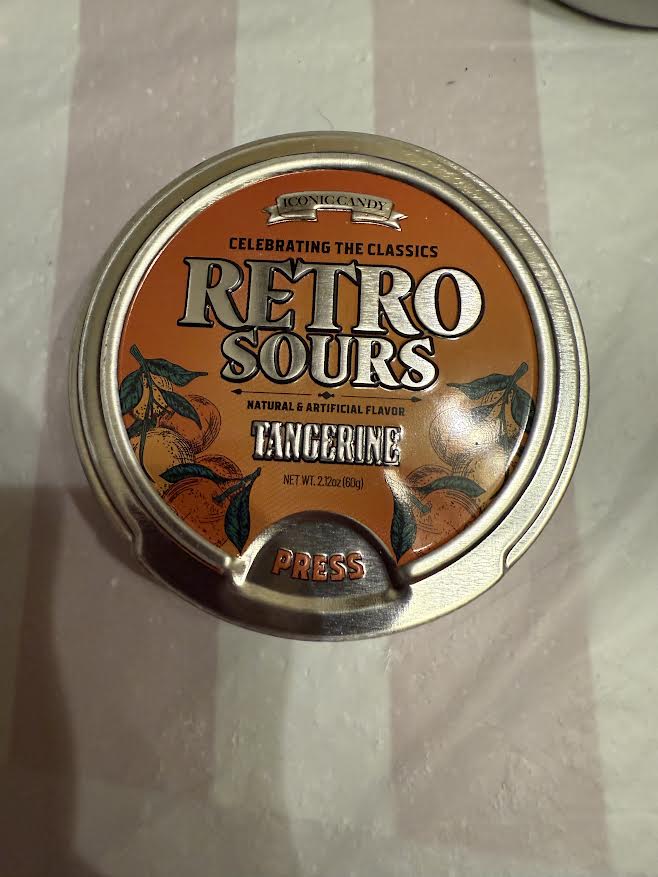 ICONIC CANDY
CELEBRATING THE CLASSICS
RETRO
SOURS
NATURAL & ARTIFICIAL FLAVOR
TANGERINE
NET WT. 2.12oz (60g)
PRESS